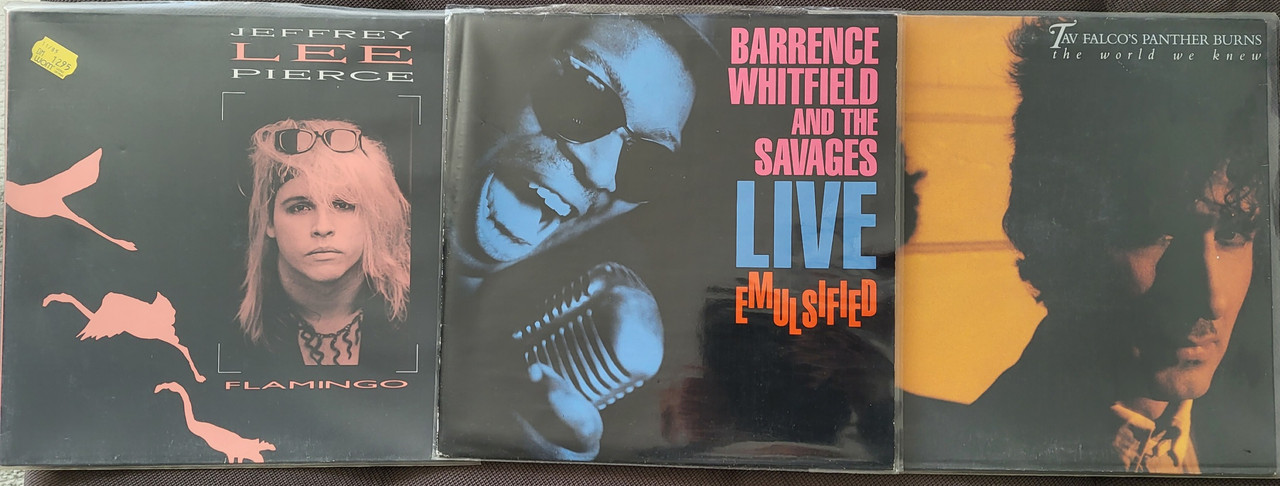 JEFFREY
LEE
PIERCE
FLAMINGO
1295
BARRENCE
WHITFIELD
AND THE
SAVAGES
LIVE
EMULSIFIED
TAV FALCO'S PANTHER BURNS
the world we knew